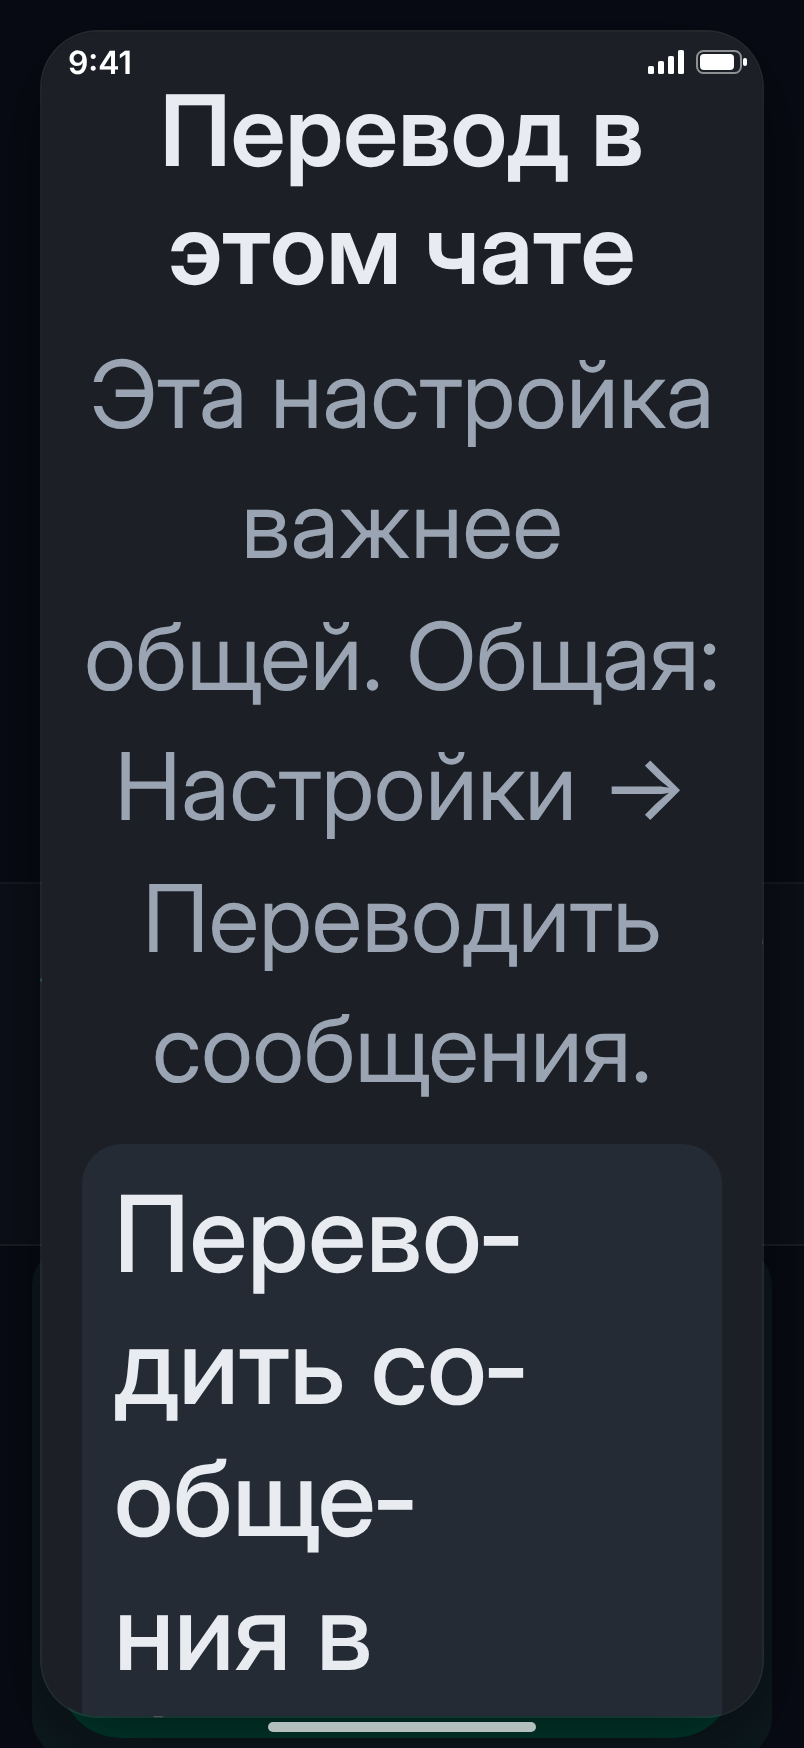 9:41
Перевод в
этом чате
Эта настройка
важнее
общей. Общая:
Настройки →
Переводить
сообщения.
Перево-
дить со-
обще-
ния в